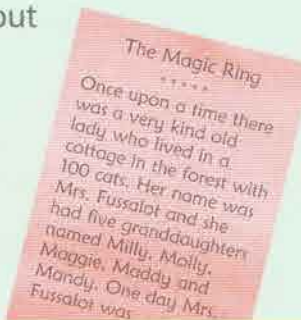 out
The Magic Ring
*****
Once upon a time there
was a very kind old
lady who lived in a
cottage in the forest with
100 cats. Her name was
Mrs. Fussalot and she
had five granddaughters
named Milly, Molly,
Maggie, Maddy and
Mandy. One day Mrs.
Fussalot was